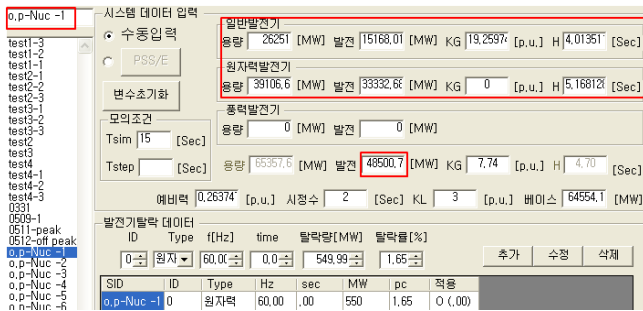 o,p-Nuc -1
시스템 데이터 입력
수동입력
PSS/E
변수초기화
모의조건
Tsim 15 [Sec]
Tstep [Sec]
일반발전기
용량 26251 [MW] 발전 15168,01 [MW] KG 19,25974 [p,u,] H 4,01351 [Sec]
원자력발전기
용량 39106,6 [MW] 발전 33332,68 [MW] KG 0 [p,u,] H 5,168128 [Sec]
풍력발전기
용량 0 [MW] 발전 0 [MW]
용량 65357,6 [MW] 발전 48500,7 [MW] KG 7,74 [p,u,] H 4,70 [Sec]
예비력 0,26374 [p,u,] 시정수 2 [Sec] KL 3 [p,u,] 베이스 64554,1 [MW]
test1-3
test1-2
test1-1
test2-1
test2-2
test2-3
test3-1
test3-2
test3-3
test2
test3
test4
test4-1
test4-2
test4-3
0331
0509-1
0511-peak
0512-off peak
o,p-Nuc -1
o,p-Nuc -2
o,p-Nuc -3
o,p-Nuc -4
o,p-Nuc -5
o,p-Nuc -6
발전기탈락 데이터
ID Type f[Hz] time 탈락량[MW] 탈락률[%]
0 원자 60,00 0,0 549,99 1,65 추가 수정 삭제
SID ID Type Hz sec MW pc 적용
o,p-Nuc -1 0 원자력 60,00 ,00 550 1,65 O (,00)